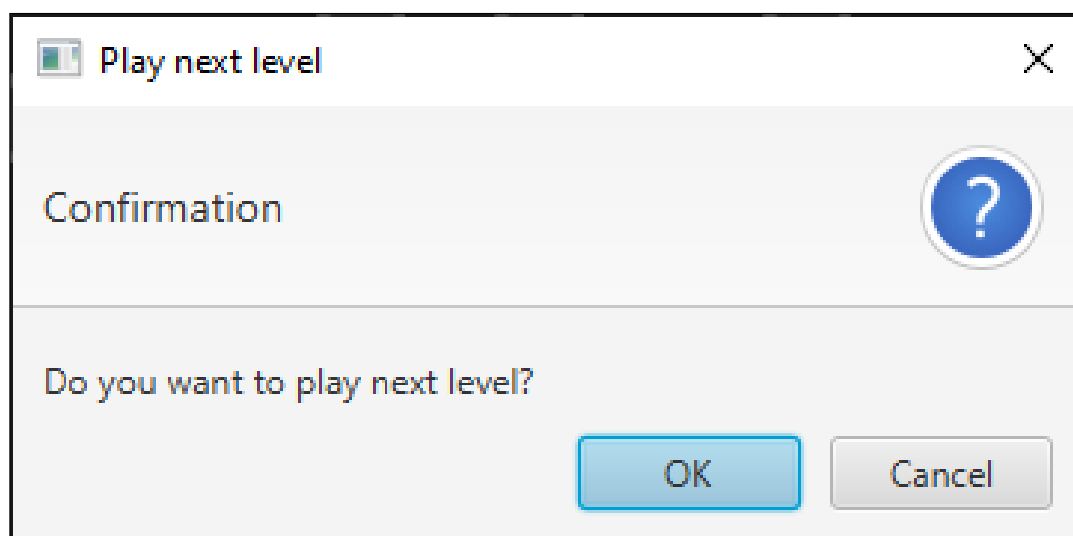 Play next level
Confirmation
?
Do you want to play next level?
OK Cancel